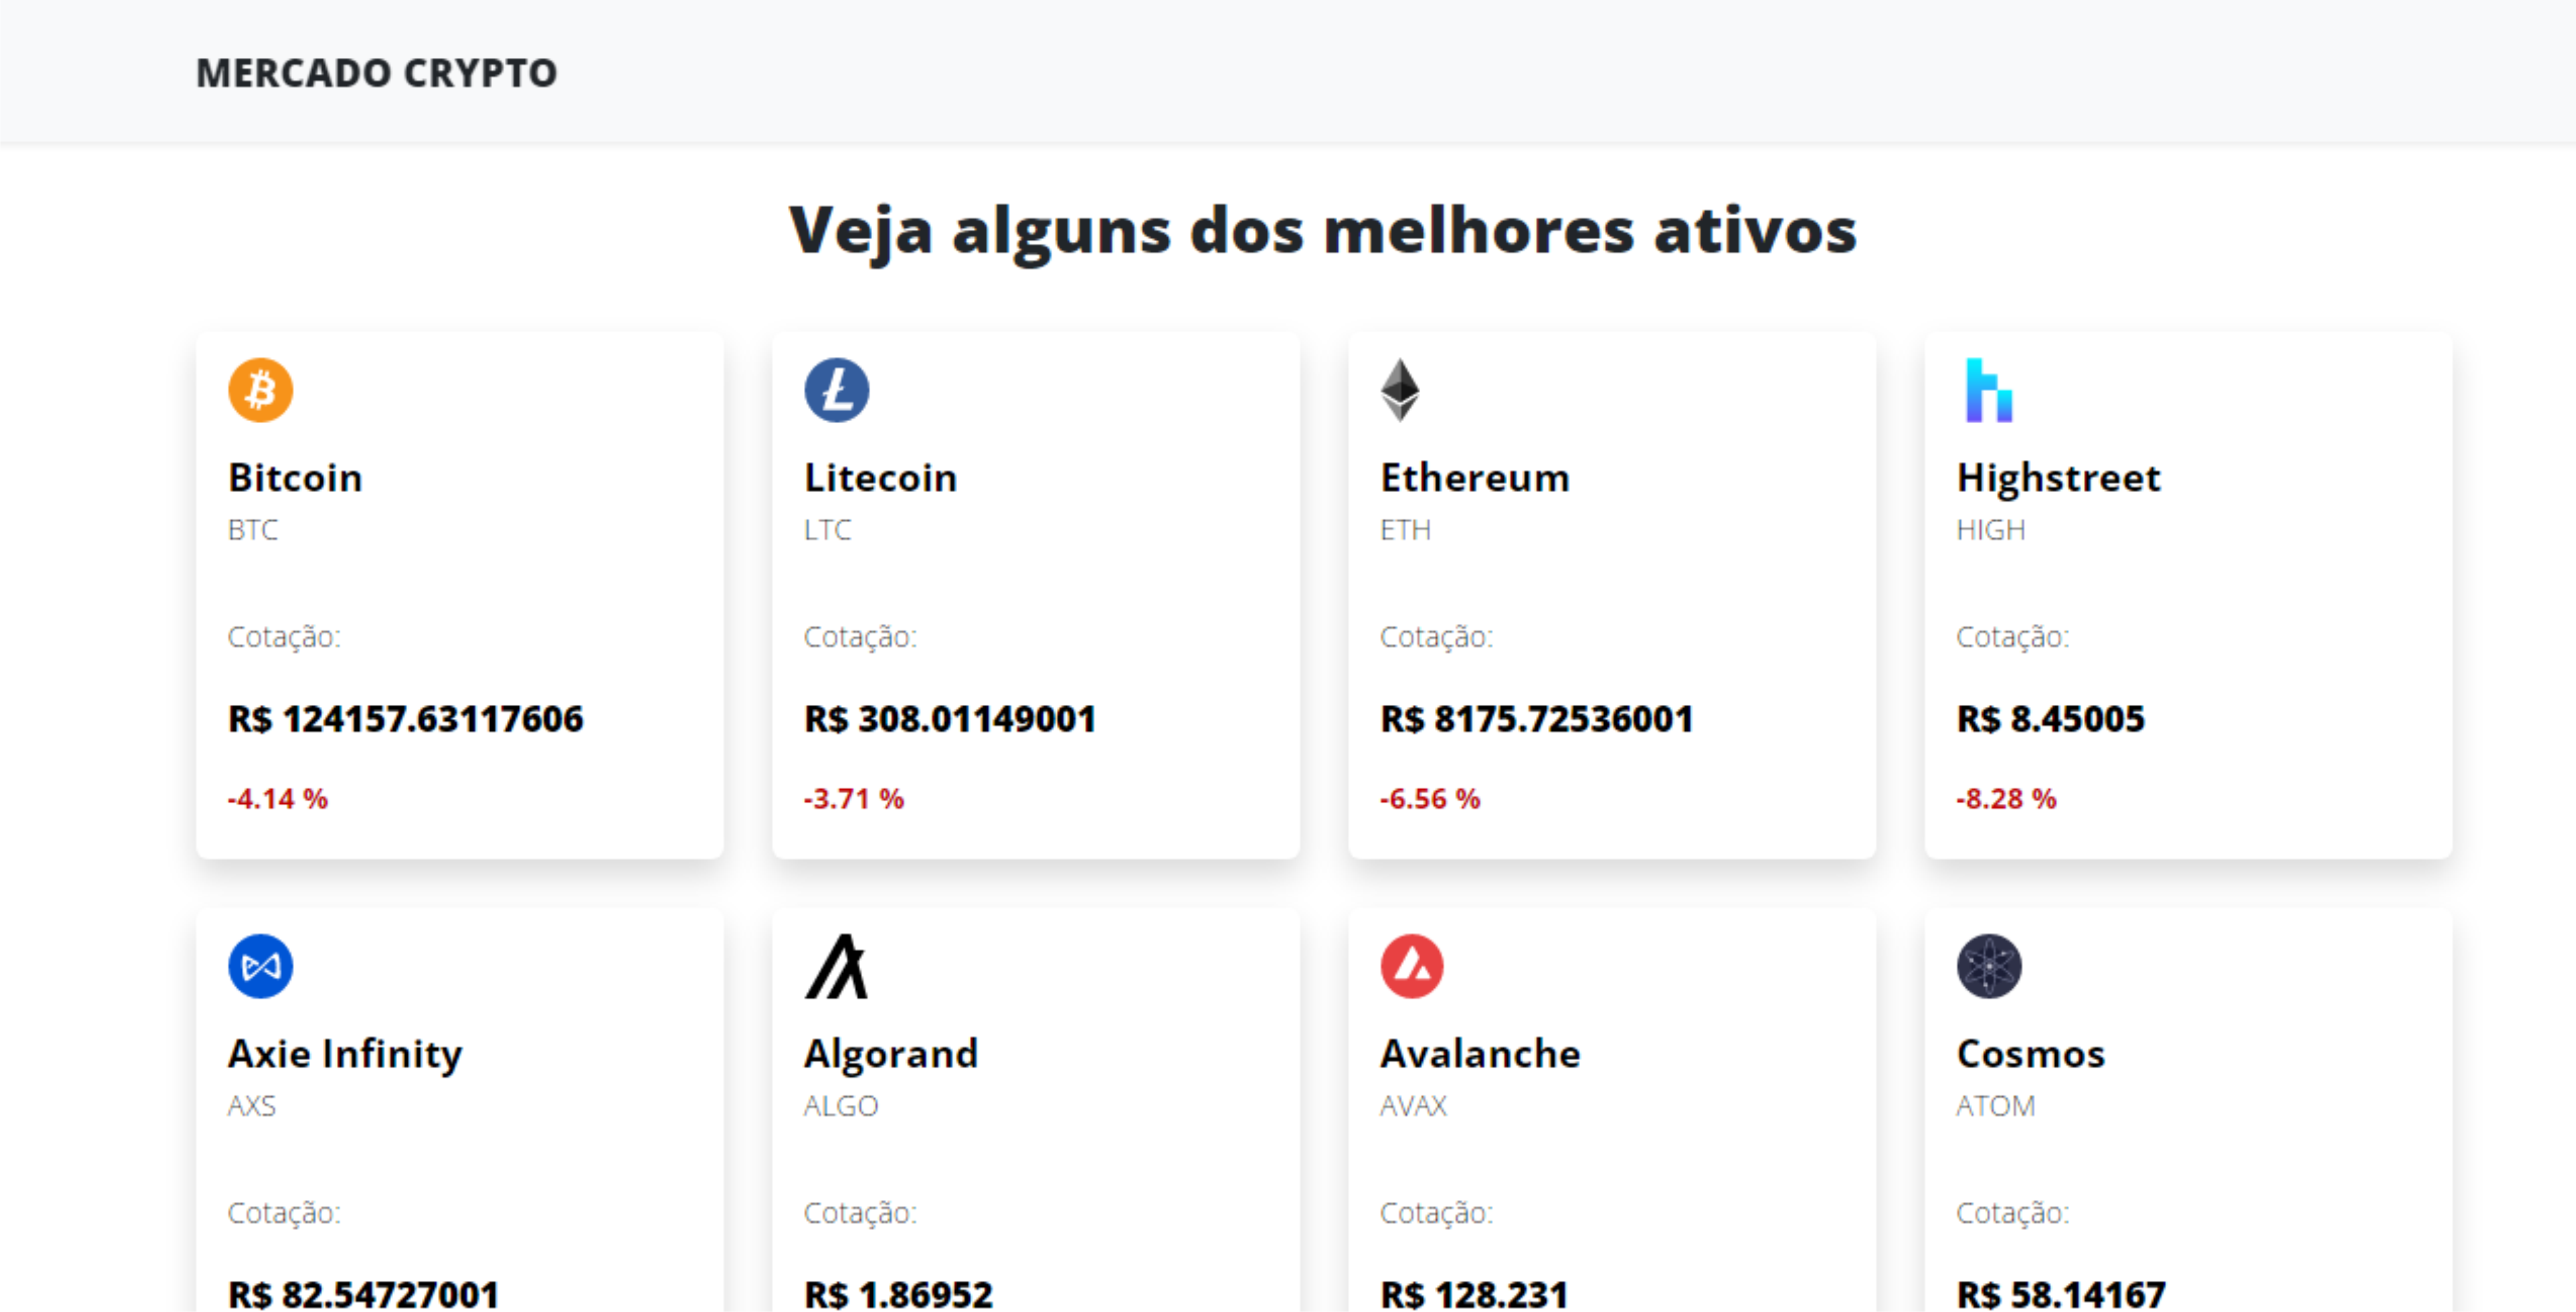 MERCADO CRYPTO
Veja alguns dos melhores ativos
Bitcoin
BTC
Cotação:
R$ 124157.63117606
-4.14 %
Litecoin
LTC
Cotação:
R$ 308.01149001
-3.71 %
Ethereum
ETH
Cotação:
R$ 8175.72536001
-6.56 %
Highstreet
HIGH
Cotação:
R$ 8.45005
-8.28 %
Axie Infinity
AXS
Cotação:
R$ 82.54727001
Algorand
ALGO
Cotação:
R$ 1.86952
Avalanche
AVAX
Cotação:
R$ 128.231
Cosmos
ATOM
Cotação:
R$ 58.14167